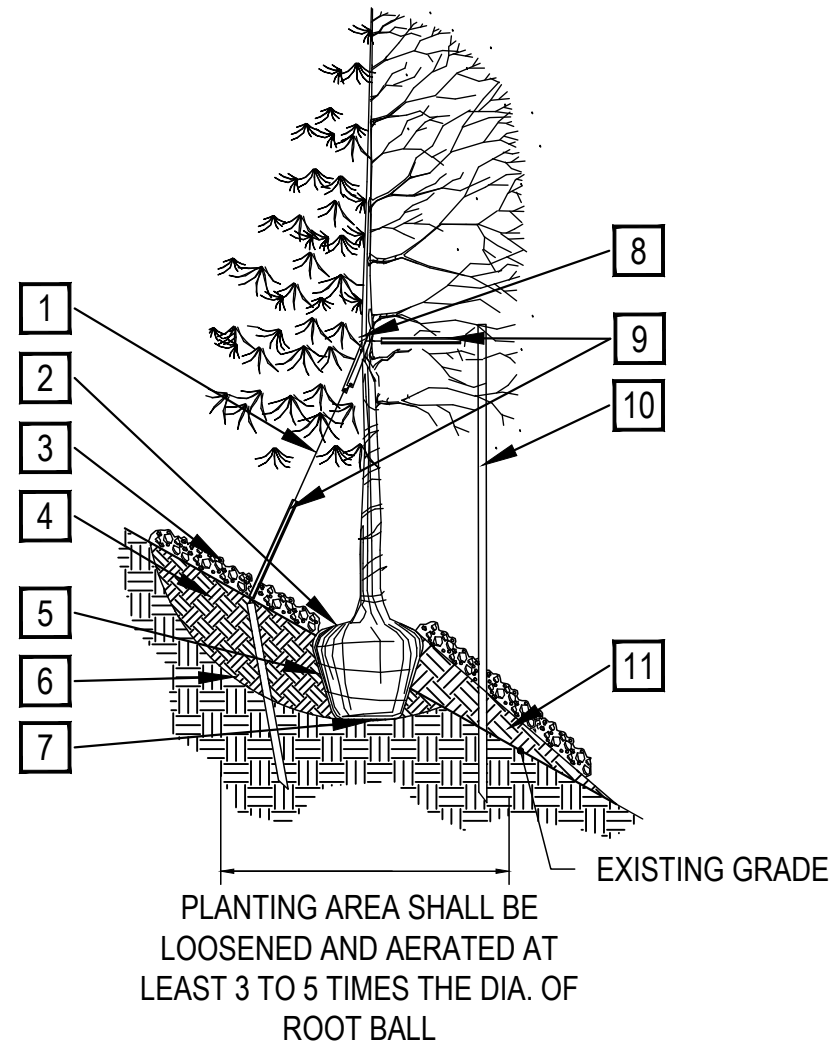 1
2
3
4
5
6
7
8
9
10
11
EXISTING GRADE
PLANTING AREA SHALL BE
LOOSENED AND AERATED AT
LEAST 3 TO 5 TIMES THE DIA. OF
ROOT BALL